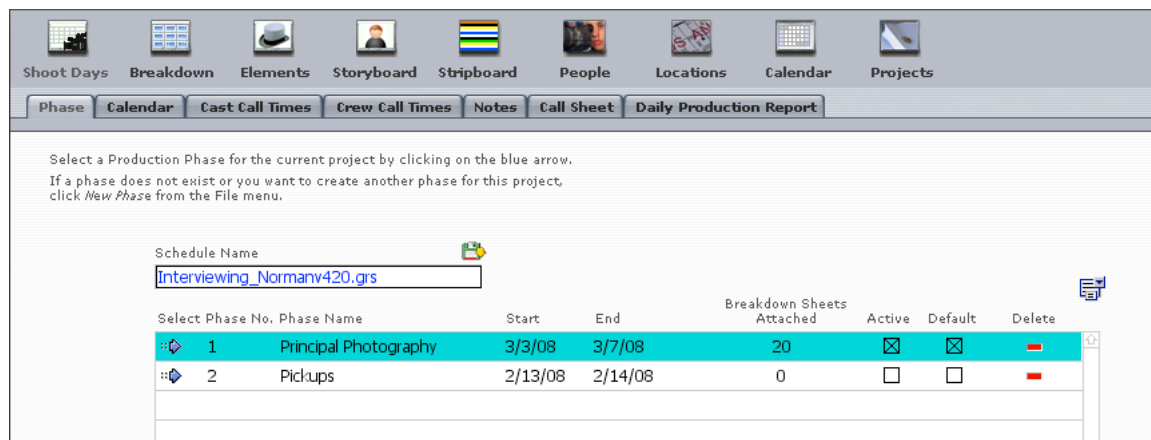 Shoot Days Breakdown Elements Storyboard Stripboard People Locations Calendar Projects
Phase Calendar Cast Call Times Crew Call Times Notes Call Sheet Daily Production Report
Select a Production Phase for the current project by clicking on the blue arrow.
If a phase does not exist or you want to create another phase for this project,
click New Phase from the File menu.
Schedule Name
Interviewing_Normanv420.grs
Select Phase No. Phase Name Start End Breakdown Sheets Attached Active Default Delete
1 Principal Photography 3/3/08 3/7/08 20
2 Pickups 2/13/08 2/14/08 0